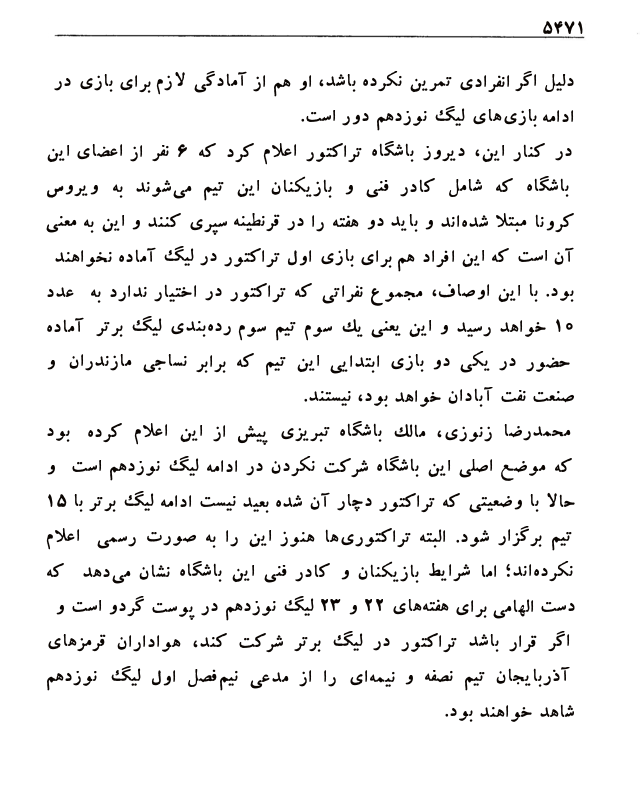 ۵۴۷۱
دلیل اگر انفرادی تمرین نکرده باشد، او هم از آمادگی لازم برای بازی در
ادامه بازی‌های لیگ نوزدهم دور است.
در کنار این، دیروز باشگاه تراکتور اعلام کرد که ۶ نفر از اعضای این
باشگاه که شامل کادر فنی و بازیکنان این تیم می‌شوند به ویروس
کرونا مبتلا شده‌اند و باید دو هفته را در قرنطینه سپری کنند و این به معنی
آن است که این افراد هم برای بازی اول تراکتور در لیگ آماده نخواهند
بود. با این اوصاف، مجموع نفراتی که تراکتور در اختیار ندارد به عدد
۱۰ خواهد رسید و این یعنی یك سوم تیم سوم رده‌بندی لیگ برتر آماده
حضور در یکی دو بازی ابتدایی این تیم که برابر نساجی مازندران و
صنعت نفت آبادان خواهد بود، نیستند.
محمدرضا زنوزی، مالك باشگاه تبریزی پیش از این اعلام کرده بود
که موضع اصلی این باشگاه شرکت نکردن در ادامه لیگ نوزدهم است و
حالا با وضعیتی که تراکتور دچار آن شده بعید نیست ادامه لیگ برتر با ۱۵
تیم برگزار شود. البته تراکتوری‌ها هنوز این را به صورت رسمی اعلام
نکرده‌اند؛ اما شرایط بازیکنان و کادر فنی این باشگاه نشان می‌دهد که
دست الهامی برای هفته‌های ۲۲ و ۲۳ لیگ نوزدهم در پوست گردو است و
اگر قرار باشد تراکتور در لیگ برتر شرکت کند، هواداران قرمزهای
آذربایجان تیم نصفه و نیمه‌ای را از مدعی نیم‌فصل اول لیگ نوزدهم
شاهد خواهند بود.